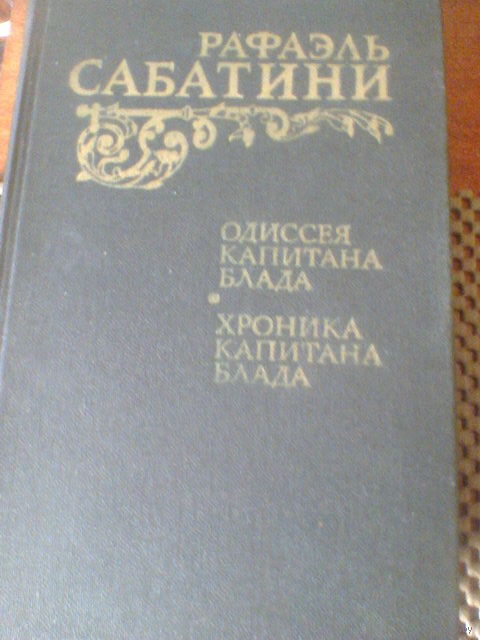 РАФАЭЛЬ
САБАТИНИ
ОДИССЕЯ
КАПИТАНА
БЛАДА
ХРОНИКА
КАПИТАНА
БЛАДА